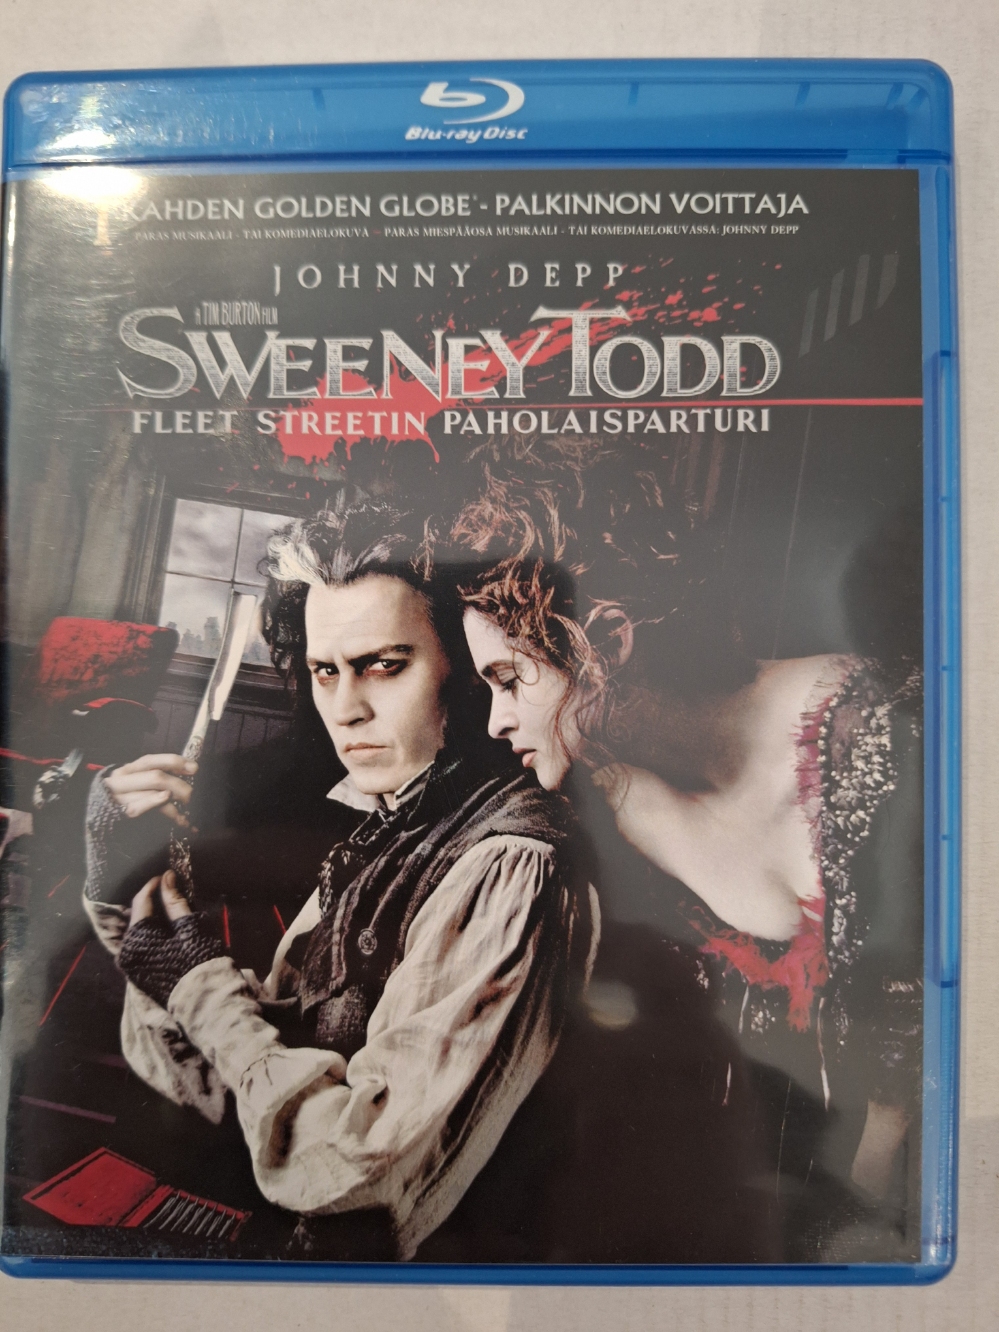 Blu-ray Disc
KAHDEN GOLDEN GLOBE® - PALKINNON VOITTAJA
PARAS MUSIKAALI - TAI KOMEDIAELOKUVA - PARAS MIESPÄÄOSA MUSIKAALI - TAI KOMEDIAELOKUVASSA: JOHNNY DEPP
JOHNNY DEPP
A TIM BURTON FILM
SWEENEY TODD
FLEET STREETIN PAHOLAISPARTURI